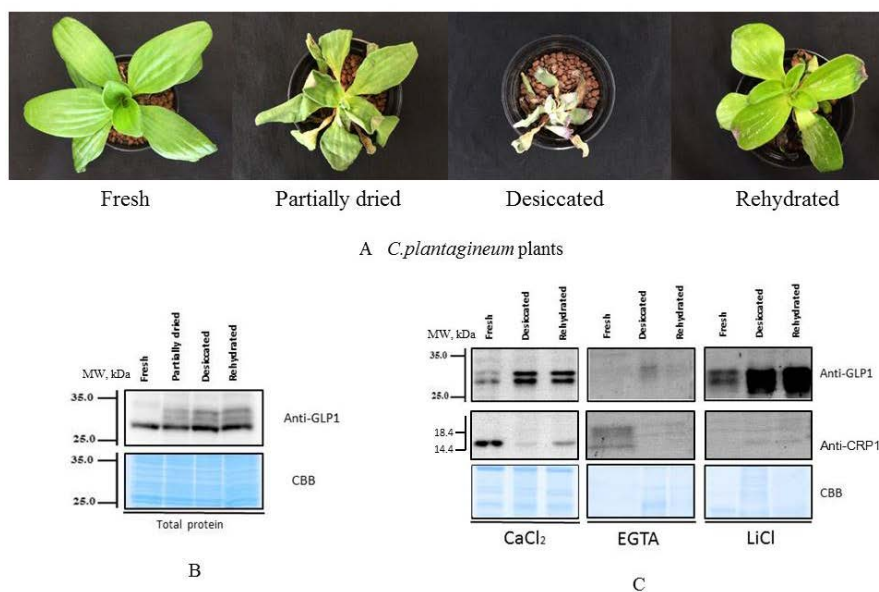 Fresh Partially dried Desiccated Rehydrated
A C.plantagineum plants
Fresh Partially dried Desiccated Rehydrated
MW, kDa
35.0
25.0
Anti-GLP1
35.0
25.0
CBB
Total protein
B
Fresh Desiccated Rehydrated Fresh Desiccated Rehydrated Fresh Desiccated Rehydrated
MW, kDa
35.0
25.0
Anti-GLP1
18.4
14.4
Anti-CRP1
CBB
CaCl₂ EGTA LiCl
C